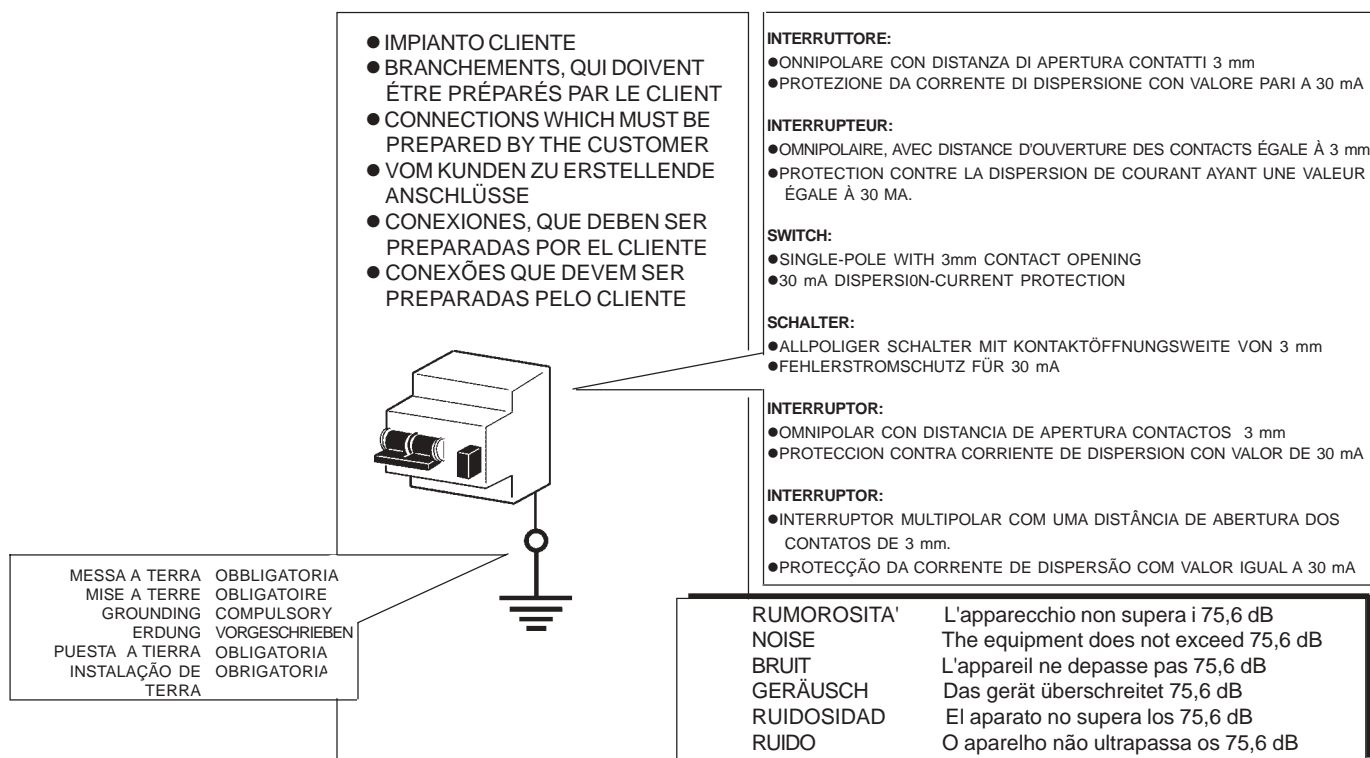 ● IMPIANTO CLIENTE
● BRANCHEMENTS, QUI DOIVENT
ÉTRE PRÉPARÉS PAR LE CLIENT
● CONNECTIONS WHICH MUST BE
PREPARED BY THE CUSTOMER
● VOM KUNDEN ZU ERSTELLENDE
ANSCHLÜSSE
● CONEXIONES, QUE DEBEN SER
PREPARADAS POR EL CLIENTE
● CONEXÕES QUE DEVEM SER
PREPARADAS PELO CLIENTE
INTERRUTTORE:
●ONNIPOLARE CON DISTANZA DI APERTURA CONTATTI 3 mm
●PROTEZIONE DA CORRENTE DI DISPERSIONE CON VALORE PARI A 30 mA
INTERRUPTEUR:
●OMNIPOLAIRE, AVEC DISTANCE D'OUVERTURE DES CONTACTS ÉGALE À 3 mm
●PROTECTION CONTRE LA DISPERSION DE COURANT AYANT UNE VALEUR
ÉGALE À 30 MA.
SWITCH:
●SINGLE-POLE WITH 3mm CONTACT OPENING
●30 mA DISPERSI0N-CURRENT PROTECTION
SCHALTER:
●ALLPOLIGER SCHALTER MIT KONTAKTÖFFNUNGSWEITE VON 3 mm
●FEHLERSTROMSCHUTZ FÜR 30 mA
INTERRUPTOR:
●OMNIPOLAR CON DISTANCIA DE APERTURA CONTACTOS 3 mm
●PROTECCION CONTRA CORRIENTE DE DISPERSION CON VALOR DE 30 mA
INTERRUPTOR:
●INTERRUPTOR MULTIPOLAR COM UMA DISTÂNCIA DE ABERTURA DOS
CONTATOS DE 3 mm.
●PROTECÇÃO DA CORRENTE DE DISPERSÃO COM VALOR IGUAL A 30 mA
MESSA A TERRA OBBLIGATORIA
MISE A TERRE OBLIGATOIRE
GROUNDING COMPULSORY
ERDUNG VORGESCHRIEBEN
PUESTA A TIERRA OBLIGATORIA
INSTALAÇÃO DE OBRIGATORIA
TERRA
RUMOROSITA' L'apparecchio non supera i 75,6 dB
NOISE The equipment does not exceed 75,6 dB
BRUIT L'appareil ne depasse pas 75,6 dB
GERÄUSCH Das gerät überschreitet 75,6 dB
RUIDOSIDAD El aparato no supera los 75,6 dB
RUIDO O aparelho não ultrapassa os 75,6 dB